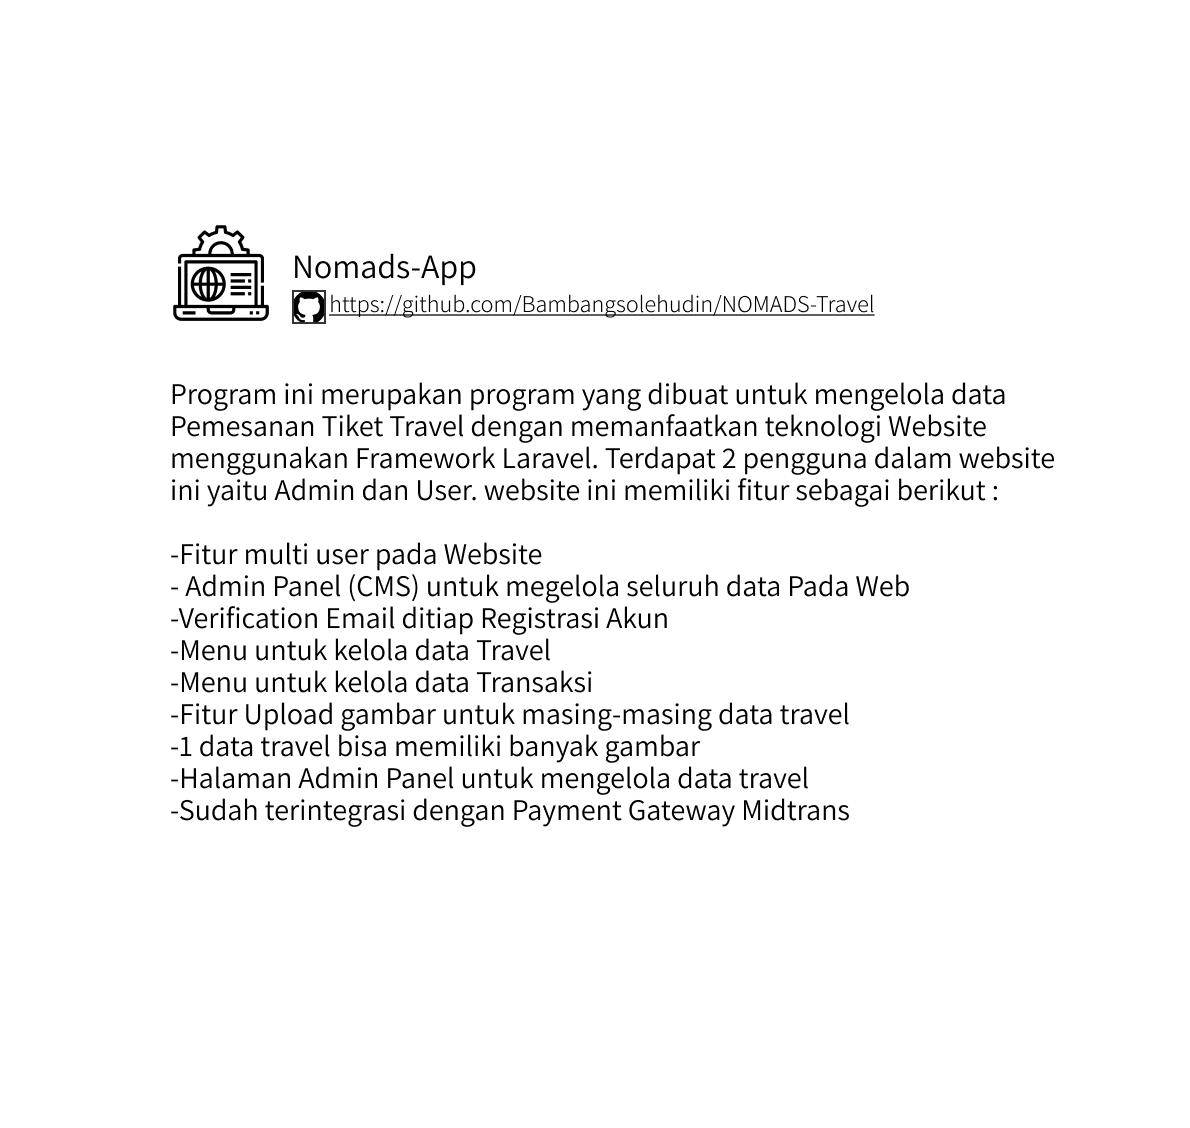 Nomads-App
https://github.com/Bambangsolehudin/NOMADS-Travel
Program ini merupakan program yang dibuat untuk mengelola data
Pemesanan Tiket Travel dengan memanfaatkan teknologi Website
menggunakan Framework Laravel. Terdapat 2 pengguna dalam website
ini yaitu Admin dan User. website ini memiliki fitur sebagai berikut :
-Fitur multi user pada Website
- Admin Panel (CMS) untuk megelola seluruh data Pada Web
-Verification Email ditiap Registrasi Akun
-Menu untuk kelola data Travel
-Menu untuk kelola data Transaksi
-Fitur Upload gambar untuk masing-masing data travel
-1 data travel bisa memiliki banyak gambar
-Halaman Admin Panel untuk mengelola data travel
-Sudah terintegrasi dengan Payment Gateway Midtrans